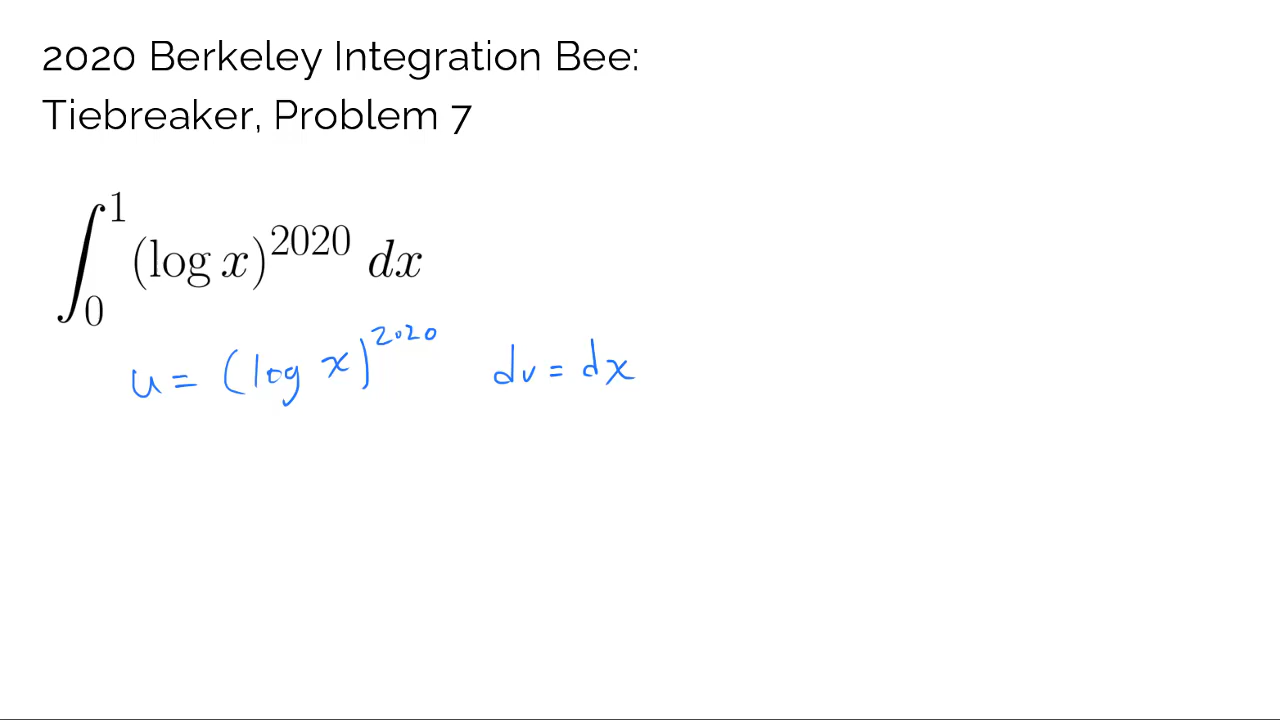 2020 Berkeley Integration Bee:
Tiebreaker, Problem 7
∫₀¹ (log x)²⁰²⁰ dx
u = (log x)²⁰²⁰ dv = dx